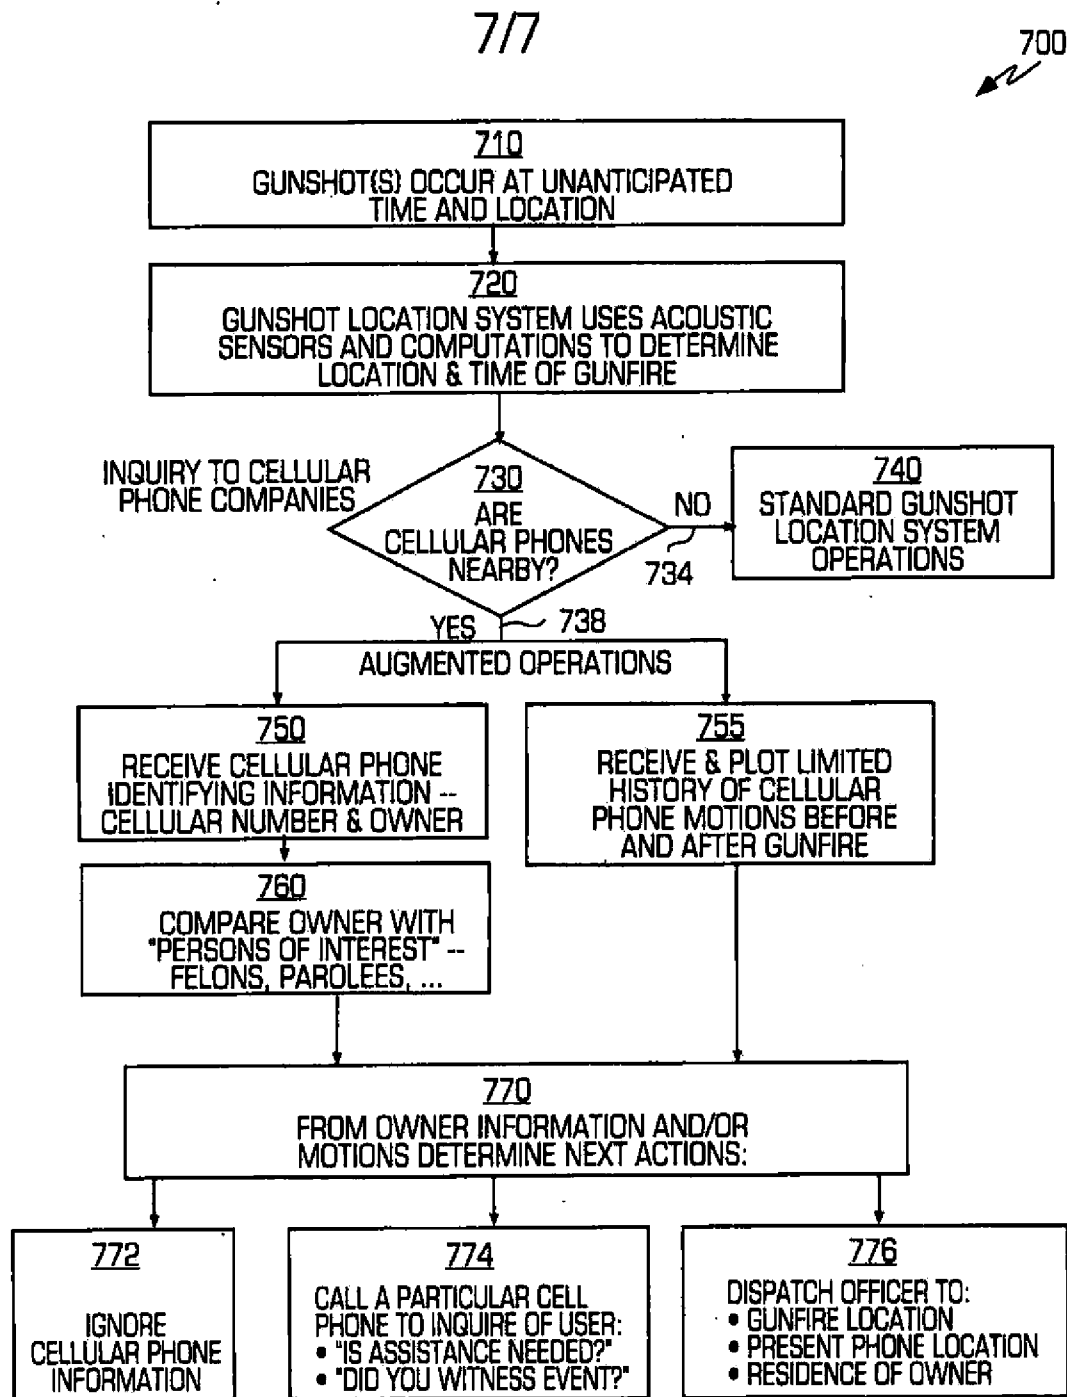 7/7
700
710
GUNSHOT(S) OCCUR AT UNANTICIPATED
TIME AND LOCATION
720
GUNSHOT LOCATION SYSTEM USES ACOUSTIC
SENSORS AND COMPUTATIONS TO DETERMINE
LOCATION & TIME OF GUNFIRE
INQUIRY TO CELLULAR
PHONE COMPANIES
730
ARE
CELLULAR PHONES
NEARBY?
NO
734
740
STANDARD GUNSHOT
LOCATION SYSTEM
OPERATIONS
YES
738
AUGMENTED OPERATIONS
750
RECEIVE CELLULAR PHONE
IDENTIFYING INFORMATION --
CELLULAR NUMBER & OWNER
755
RECEIVE & PLOT LIMITED
HISTORY OF CELLULAR
PHONE MOTIONS BEFORE
AND AFTER GUNFIRE
760
COMPARE OWNER WITH
"PERSONS OF INTEREST" --
FELONS, PAROLEES, ...
770
FROM OWNER INFORMATION AND/OR
MOTIONS DETERMINE NEXT ACTIONS:
772
IGNORE
CELLULAR PHONE
INFORMATION
774
CALL A PARTICULAR CELL
PHONE TO INQUIRE OF USER:
• "IS ASSISTANCE NEEDED?"
• "DID YOU WITNESS EVENT?"
776
DISPATCH OFFICER TO:
• GUNFIRE LOCATION
• PRESENT PHONE LOCATION
• RESIDENCE OF OWNER